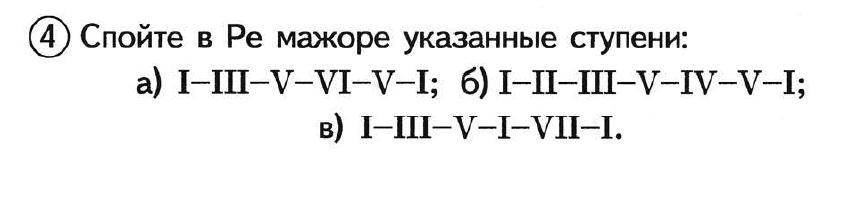 ④ Спойте в Ре мажоре указанные ступени:
а) I–III–V–VI–V–I; б) I–II–III–V–IV–V–I;
в) I–III–V–I–VII–I.